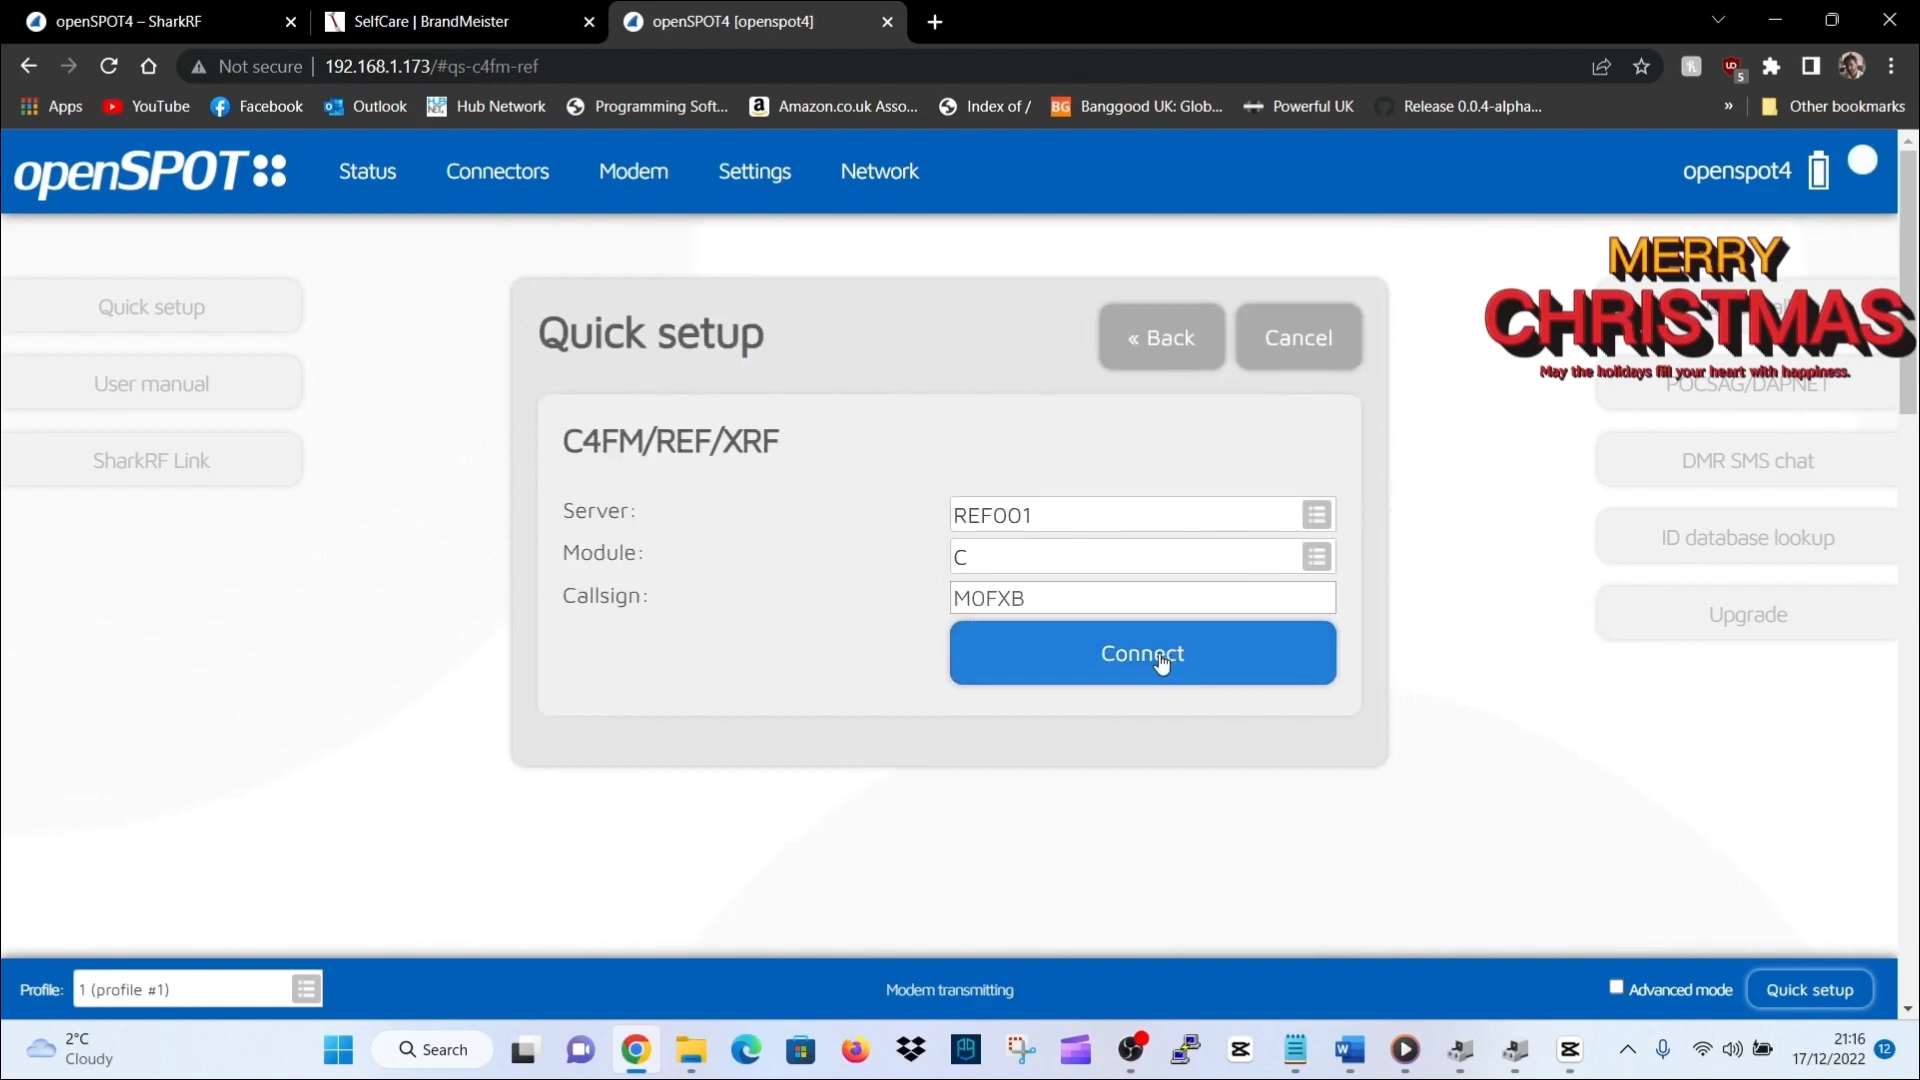 openSPOT4 – SharkRF
SelfCare | BrandMeister
openSPOT4 [openspot4]
Not secure
192.168.1.173/#qs-c4fm-ref
5
Apps
YouTube
Facebook
Outlook
Hub Network
Programming Soft...
Amazon.co.uk Asso...
Index of /
BG
Banggood UK: Glob...
Powerful UK
Release 0.0.4-alpha...
»
Other bookmarks
openSPOT
Status
Connectors
Modem
Settings
Network
openspot4
MERRY
CHRISTMAS
May the holidays fill your heart with happiness.
Quick setup
User manual
SharkRF Link
POCSAG/DAPNET
DMR SMS chat
ID database lookup
Upgrade
Quick setup
« Back
Cancel
C4FM/REF/XRF
Server:
REF001
Module:
C
Callsign:
M0FXB
Connect
Profile:
1 (profile #1)
Modem transmitting
Advanced mode
Quick setup
2°C
Cloudy
Search
21:16
17/12/2022
12